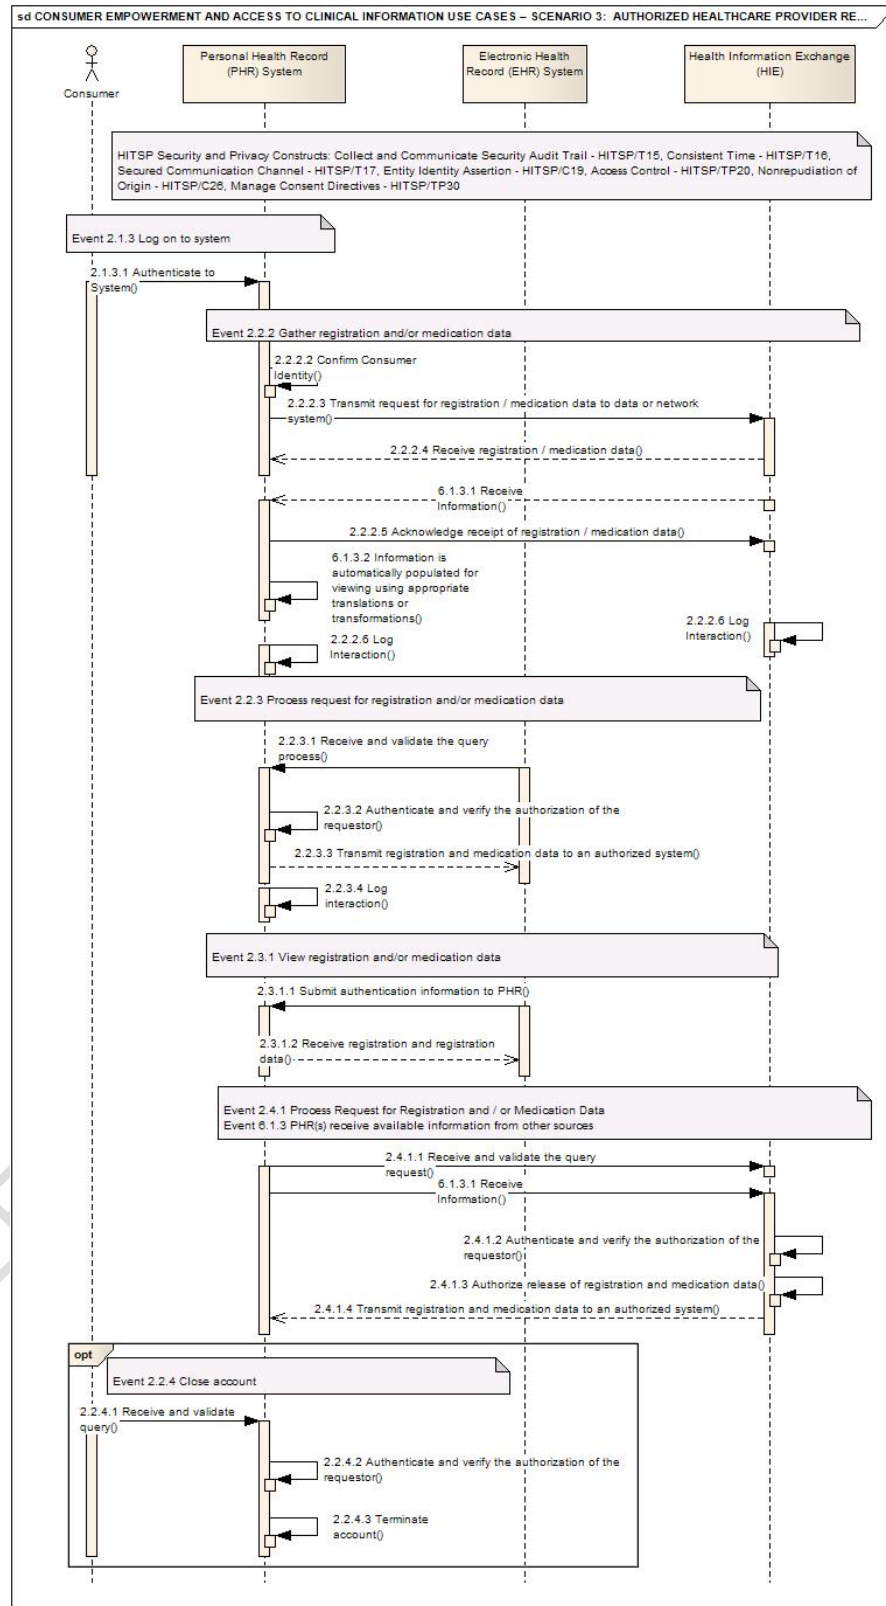 sd CONSUMER EMPOWERMENT AND ACCESS TO CLINICAL INFORMATION USE CASES – SCENARIO 3: AUTHORIZED HEALTHCARE PROVIDER RE...
Consumer
Personal Health Record
(PHR) System
Electronic Health
Record (EHR) System
Health Information Exchange
(HIE)
HITSP Security and Privacy Constructs: Collect and Communicate Security Audit Trail - HITSP/T15, Consistent Time - HITSP/T16,
Secured Communication Channel - HITSP/T17, Entity Identity Assertion - HITSP/C19, Access Control - HITSP/TP20, Nonrepudiation of
Origin - HITSP/C26, Manage Consent Directives - HITSP/TP30
Event 2.1.3 Log on to system
2.1.3.1 Authenticate to
System()
Event 2.2.2 Gather registration and/or medication data
2.2.2.2 Confirm Consumer
Identity()
2.2.2.3 Transmit request for registration / medication data to data or network
system()
2.2.2.4 Receive registration / medication data()
6.1.3.1 Receive
Information()
2.2.2.5 Acknowledge receipt of registration / medication data()
6.1.3.2 Information is
automatically populated for
viewing using appropriate
translations or
transformations()
2.2.2.6 Log
Interaction()
2.2.2.6 Log
Interaction()
Event 2.2.3 Process request for registration and/or medication data
2.2.3.1 Receive and validate the query
process()
2.2.3.2 Authenticate and verify the authorization of the
requestor()
2.2.3.3 Transmit registration and medication data to an authorized system()
2.2.3.4 Log
interaction()
Event 2.3.1 View registration and/or medication data
2.3.1.1 Submit authentication information to PHR()
2.3.1.2 Receive registration and registration
data()
Event 2.4.1 Process Request for Registration and / or Medication Data
Event 6.1.3 PHR(s) receive available information from other sources
2.4.1.1 Receive and validate the query
request()
6.1.3.1 Receive
Information()
2.4.1.2 Authenticate and verify the authorization of the
requestor()
2.4.1.3 Authorize release of registration and medication data()
2.4.1.4 Transmit registration and medication data to an authorized system()
opt
Event 2.2.4 Close account
2.2.4.1 Receive and validate
query()
2.2.4.2 Authenticate and verify the authorization of the
requestor()
2.2.4.3 Terminate
account()